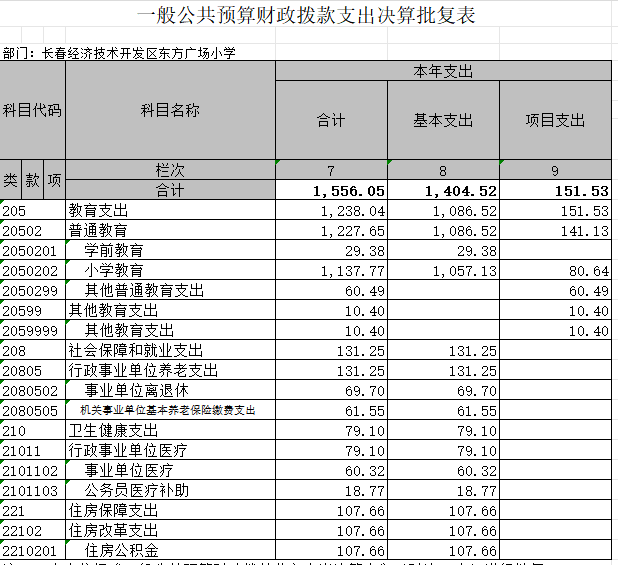 一般公共预算财政拨款支出决算批复表
部门：长春经济技术开发区东方广场小学
科目代码 科目名称 本年支出
合计 基本支出 项目支出
类 款 项 栏次 7 8 9
合计 1,556.05 1,404.52 151.53
205 教育支出 1,238.04 1,086.52 151.53
20502 普通教育 1,227.65 1,086.52 141.13
2050201 学前教育 29.38 29.38
2050202 小学教育 1,137.77 1,057.13 80.64
2050299 其他普通教育支出 60.49 60.49
20599 其他教育支出 10.40 10.40
2059999 其他教育支出 10.40 10.40
208 社会保障和就业支出 131.25 131.25
20805 行政事业单位养老支出 131.25 131.25
2080502 事业单位离退休 69.70 69.70
2080505 机关事业单位基本养老保险缴费支出 61.55 61.55
210 卫生健康支出 79.10 79.10
21011 行政事业单位医疗 79.10 79.10
2101102 事业单位医疗 60.32 60.32
2101103 公务员医疗补助 18.77 18.77
221 住房保障支出 107.66 107.66
22102 住房改革支出 107.66 107.66
2210201 住房公积金 107.66 107.66